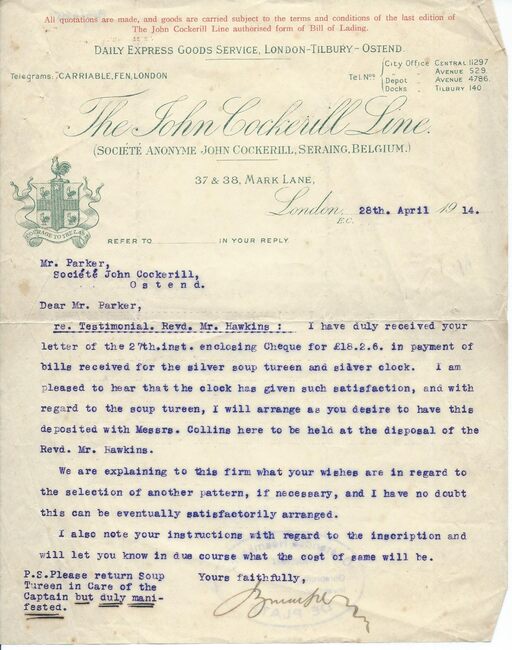 All quotations are made, and goods are carried subject to the terms and conditions of the last edition of
The John Cockerill Line authorised form of Bill of Lading.
DAILY EXPRESS GOODS SERVICE, LONDON-TILBURY-OSTEND.
Telegrams: "CARRIABLE, FEN, LONDON
Tel. Nos
City Office CENTRAL 11297
" AVENUE 529.
Depot " AVENUE 4786.
Docks " TILBURY 140
The John Cockerill Line.
(SOCIÉTÉ ANONYME JOHN COCKERILL, SERAING, BELGIUM.)
37 & 38, MARK LANE,
London, E.C. 28th. April 1914.
COURAGE TO THE LAST
REFER TO IN YOUR REPLY.
Mr. Parker,
Société John Cockerill,
Ostend.
Dear Mr. Parker,
re. Testimonial. Revd. Mr. Hawkins : I have duly received your
letter of the 27th.inst. enclosing Cheque for £18.2.6. in payment of
bills received for the silver soup tureen and silver clock. I am
pleased to hear that the clock has given such satisfaction, and with
regard to the soup tureen, I will arrange as you desire to have this
deposited with Messrs. Collins here to be held at the disposal of the
Revd. Mr. Hawkins.
We are explaining to this firm what your wishes are in regard to
the selection of another pattern, if necessary, and I have no doubt
this can be eventually satisfactorily arranged.
I also note your instructions with regard to the inscription and
will let you know in due course what the cost of same will be.
Yours faithfully,
P.S.Please return Soup
Tureen in Care of the
Captain but duly mani-
fested.